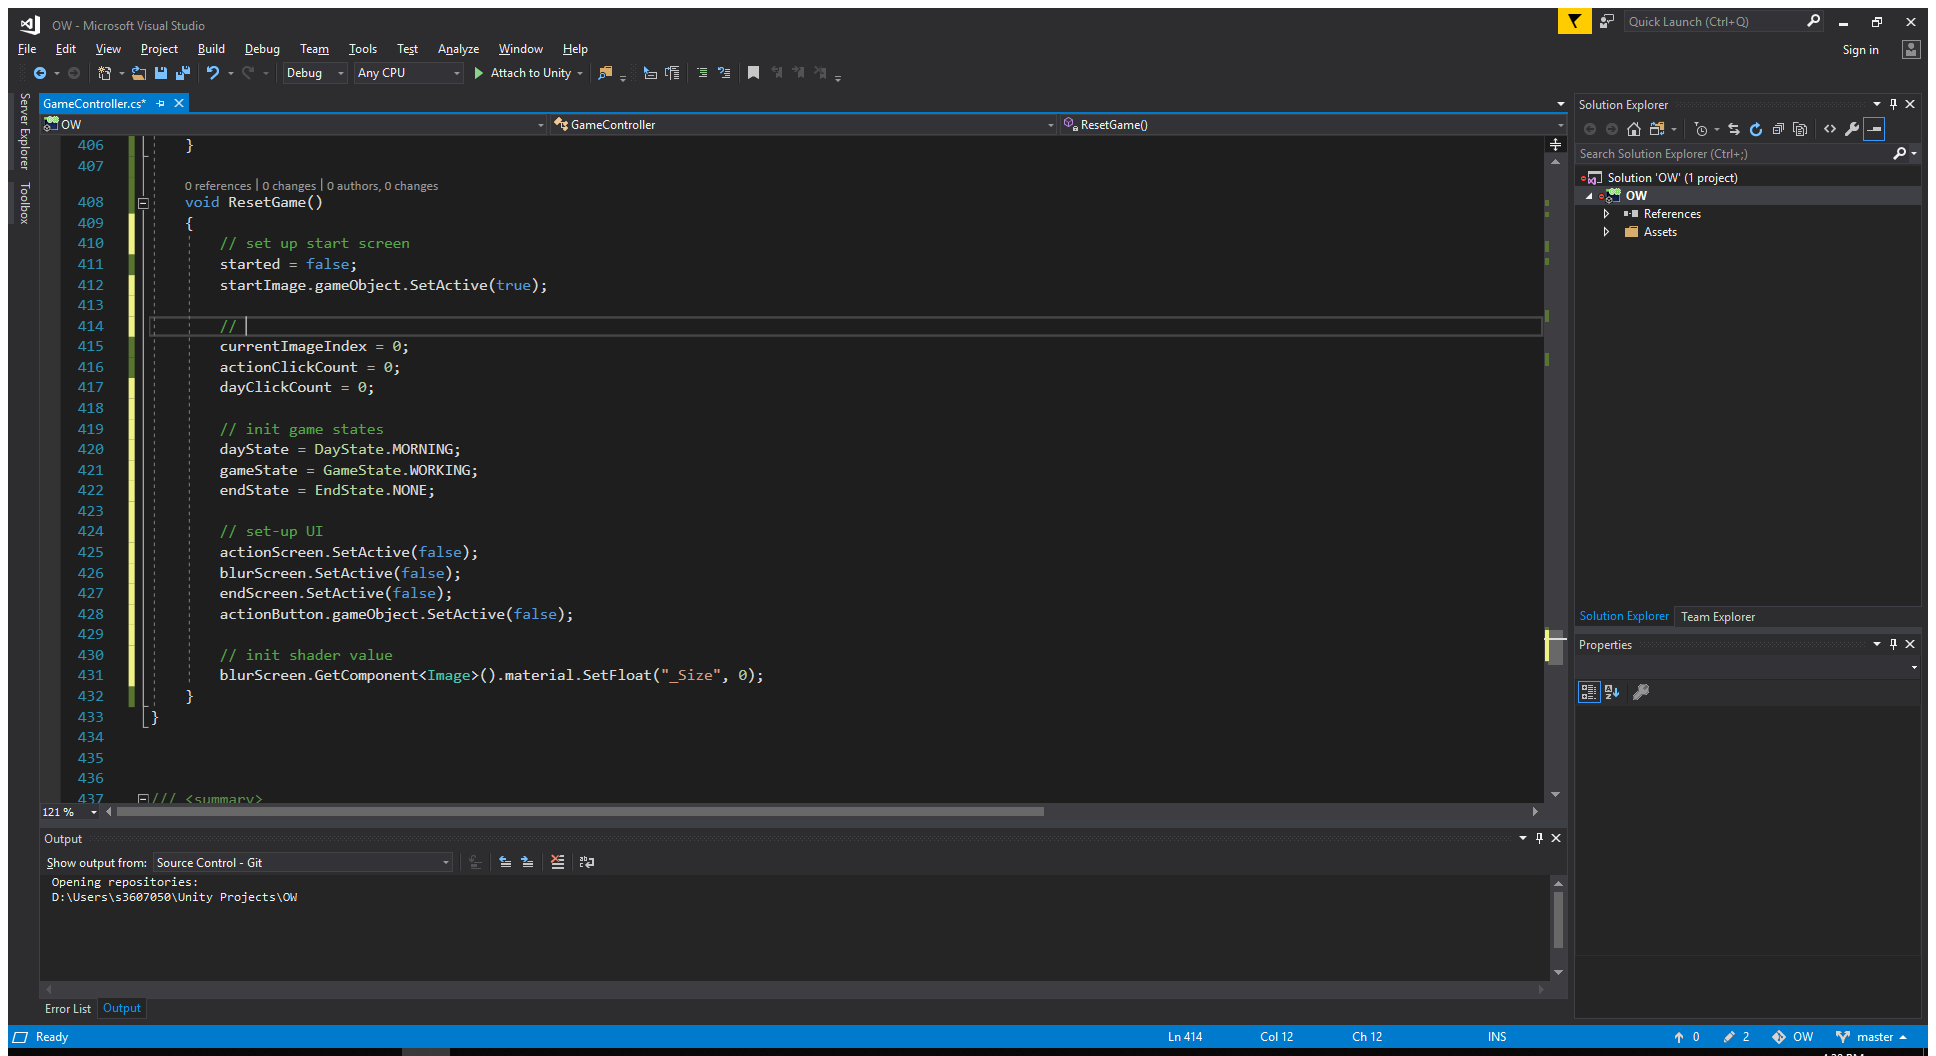 OW - Microsoft Visual Studio
Quick Launch (Ctrl+Q)
File Edit View Project Build Debug Team Tools Test Analyze Window Help
Sign in
Debug Any CPU Attach to Unity
Server Explorer
Toolbox
GameController.cs*
OW GameController ResetGame()
406 }
407
0 references | 0 changes | 0 authors, 0 changes
408 void ResetGame()
409 {
410 // set up start screen
411 started = false;
412 startImage.gameObject.SetActive(true);
413
414 //
415 currentImageIndex = 0;
416 actionClickCount = 0;
417 dayClickCount = 0;
418
419 // init game states
420 dayState = DayState.MORNING;
421 gameState = GameState.WORKING;
422 endState = EndState.NONE;
423
424 // set-up UI
425 actionScreen.SetActive(false);
426 blurScreen.SetActive(false);
427 endScreen.SetActive(false);
428 actionButton.gameObject.SetActive(false);
429
430 // init shader value
431 blurScreen.GetComponent<Image>().material.SetFloat("_Size", 0);
432 }
433 }
434
435
436
437 /// <summary>
121 %
Output
Show output from: Source Control - Git
Opening repositories:
D:\Users\s3607050\Unity Projects\OW
Error List Output
Solution Explorer
Search Solution Explorer (Ctrl+;)
Solution 'OW' (1 project)
OW
References
Assets
Solution Explorer Team Explorer
Properties
Ready Ln 414 Col 12 Ch 12 INS 0 2 OW master